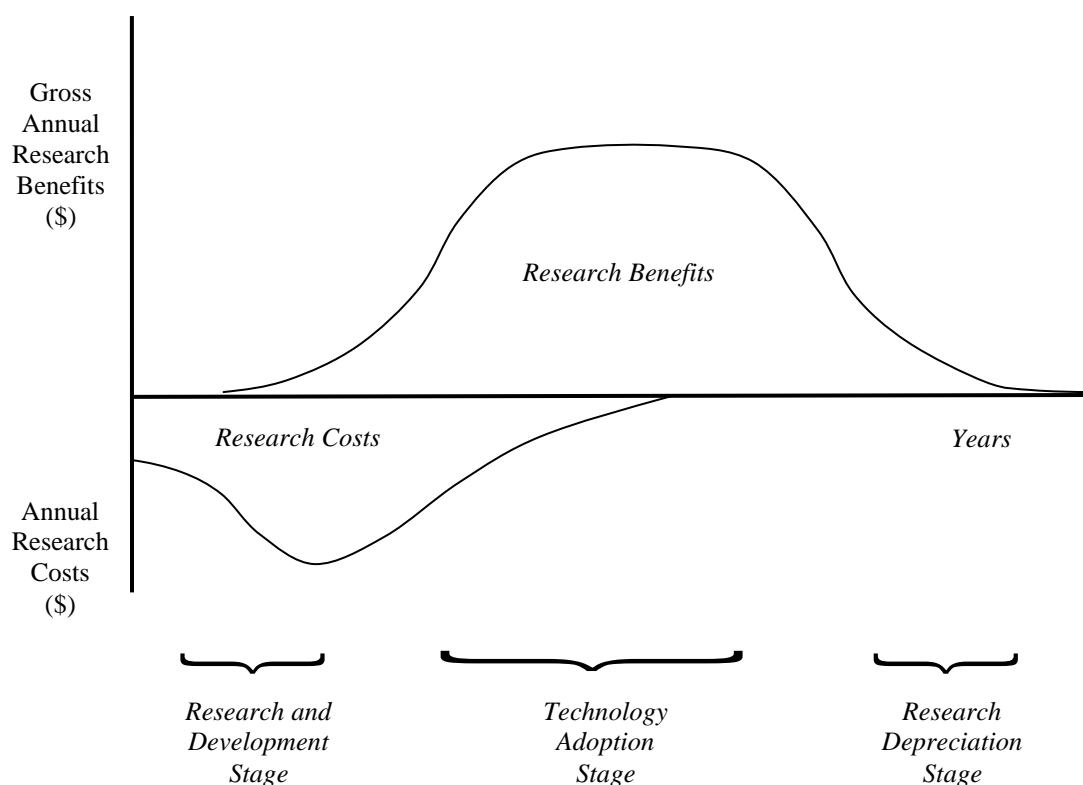 Gross
Annual
Research
Benefits
($)
Research Benefits
Research Costs
Years
Annual
Research
Costs
($)
Research and
Development
Stage
Technology
Adoption
Stage
Research
Depreciation
Stage